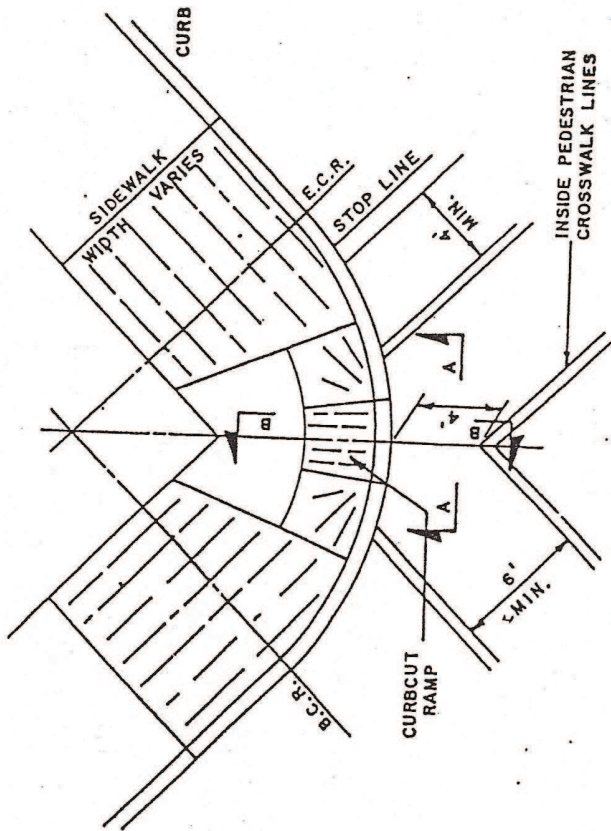 CURB
SIDEWALK
WIDTH VARIES
E.C.R.
STOP LINE
4'
MIN.
INSIDE PEDESTRIAN
CROSSWALK LINES
A
B
4'
B
A
6'
MIN.
CURBCUT
RAMP
B.C.R.